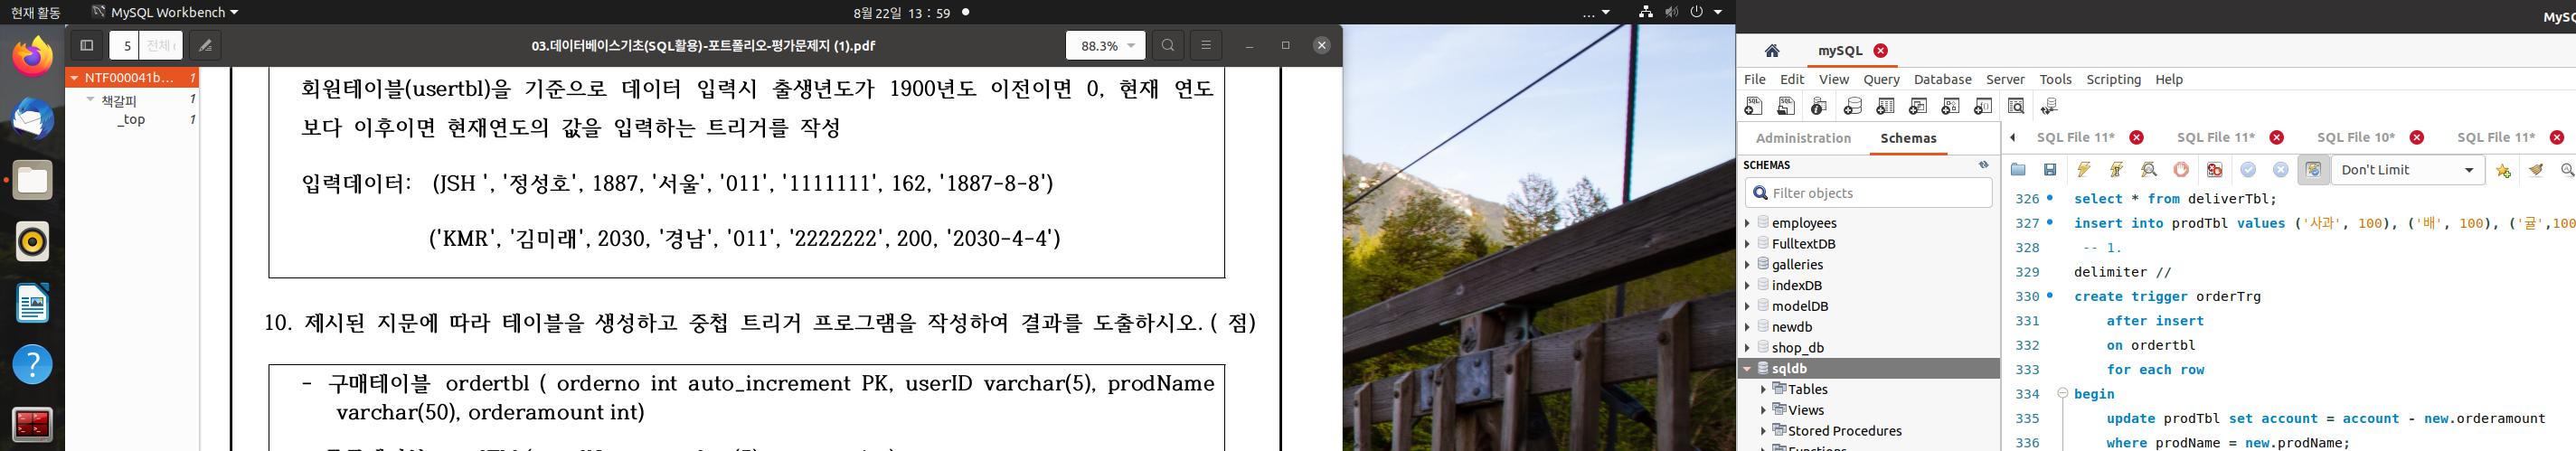 현재 활동
MySQL Workbench
8월 22일 13 : 59
...
5
전체
88.3%
03.데이터베이스기초(SQL활용)-포트폴리오-평가문제지 (1).pdf
NTF000041b... 1
책갈피 1
_top 1
회원테이블(usertbl)을 기준으로 데이터 입력시 출생년도가 1900년도 이전이면 0, 현재 연도
보다 이후이면 현재연도의 값을 입력하는 트리거를 작성
입력데이터: (JSH ', '정성호', 1887, '서울', '011', '1111111', 162, '1887-8-8')
('KMR', '김미래', 2030, '경남', '011', '2222222', 200, '2030-4-4')
10. 제시된 지문에 따라 테이블을 생성하고 중첩 트리거 프로그램을 작성하여 결과를 도출하시오. ( 점)
- 구매테이블 ordertbl ( orderno int auto_increment PK, userID varchar(5), prodName
varchar(50), orderamount int)
MySQ
mySQL
File Edit View Query Database Server Tools Scripting Help
Administration Schemas
SQL File 11* SQL File 11* SQL File 10* SQL File 11*
SCHEMAS
Filter objects
Don't Limit
employees
FulltextDB
galleries
indexDB
modelDB
newdb
shop_db
sqldb
Tables
Views
Stored Procedures
Functions
326 select * from deliverTbl;
327 insert into prodTbl values ('사과', 100), ('배', 100), ('귤',100
328 -- 1.
329 delimiter //
330 create trigger orderTrg
331 after insert
332 on ordertbl
333 for each row
334 begin
335 update prodTbl set account = account - new.orderamount
336 where prodName = new.prodName;